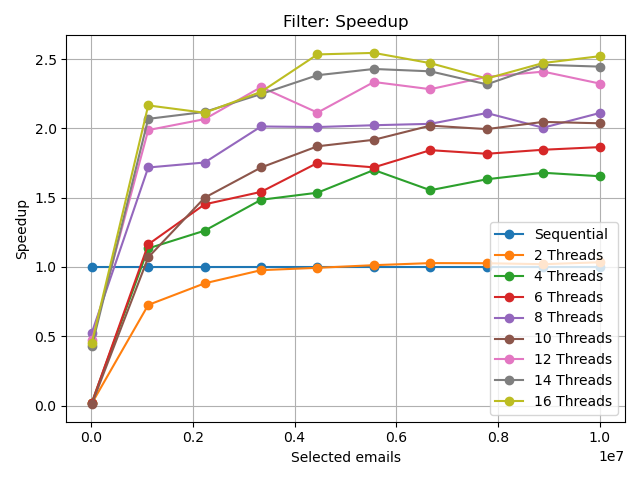 Filter: Speedup
Speedup
2.5
2.0
1.5
1.0
0.5
0.0
Sequential
2 Threads
4 Threads
6 Threads
8 Threads
10 Threads
12 Threads
14 Threads
16 Threads
0.0 0.2 0.4 0.6 0.8 1.0
1e7
Selected emails